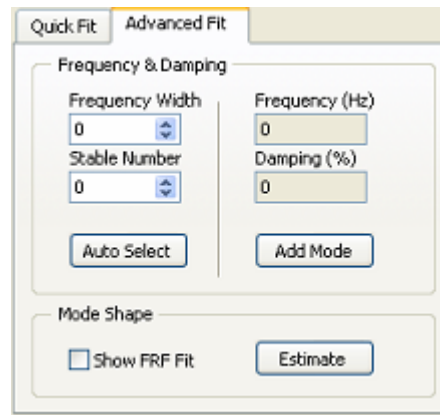 Quick Fit Advanced Fit
Frequency & Damping
Frequency Width Frequency (Hz)
0 0
Stable Number Damping (%)
0 0
Auto Select Add Mode
Mode Shape
Show FRF Fit Estimate